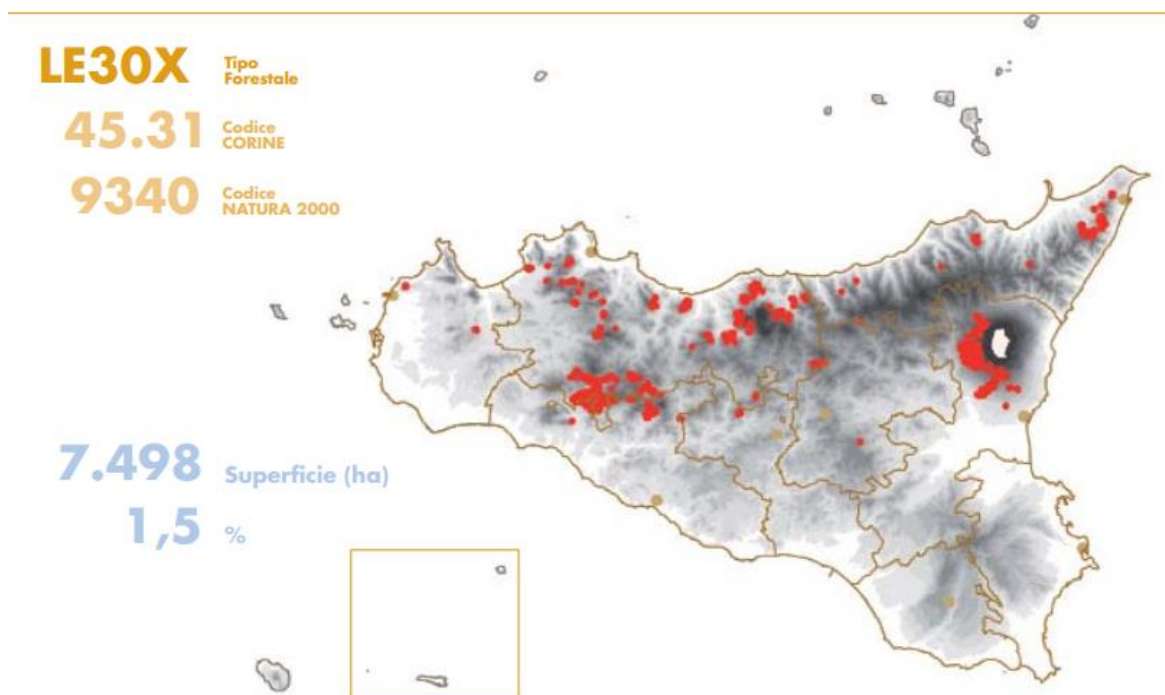 LE30X Tipo
Forestale
45.31 Codice
CORINE
9340 Codice
NATURA 2000
7.498 Superficie (ha)
1,5 %